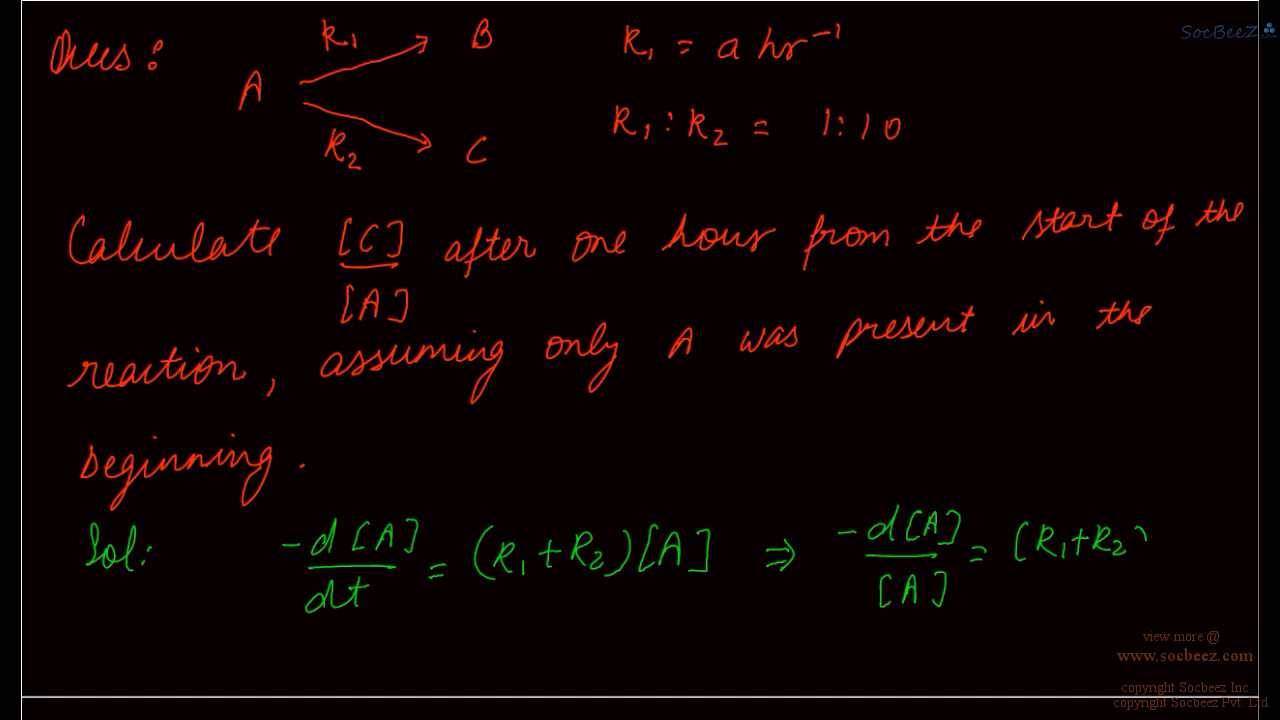 SocBeeZ
Ques :
K₁ B K₁ = a hr⁻¹
A
K₂ C K₁ : K₂ = 1:10
Calculate [C]/[A] after one hour from the start of the
reaction, assuming only A was present in the
beginning.
Sol: -d[A]/dt = (K₁+K₂)[A] ⇒ -d[A]/[A] = (K₁+K₂)
view more @
www.socbeez.com
copyright Socbeez Inc.
copyright Socbeez Pvt. Ltd.